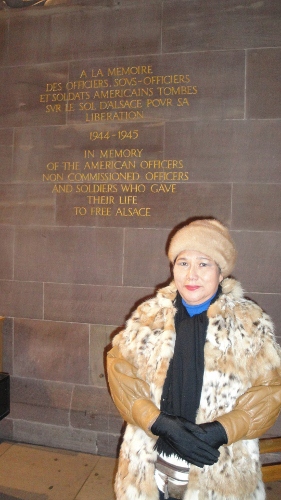 A LA MEMOIRE
DES OFFICIERS, SOVS-OFFICIERS
ET SOLDATS AMERICAINS TOMBES
SVR LE SOL D'ALSACE POVR SA
LIBERATION
1944-1945
IN MEMORY
OF THE AMERICAN OFFICERS
NON COMMISSIONED OFFICERS
AND SOLDIERS WHO GAVE
THEIR LIFE
TO FREE ALSACE